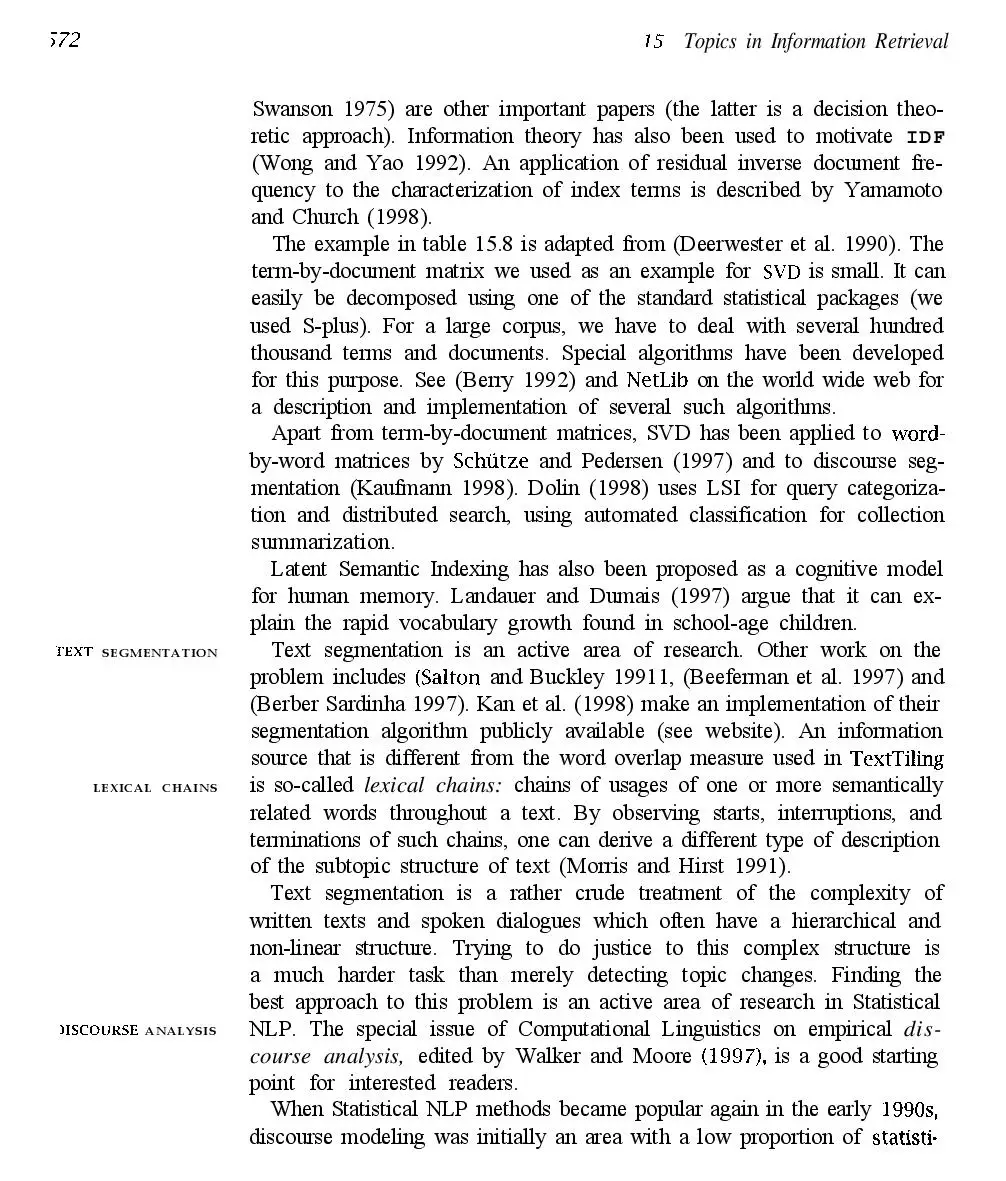 572
15 Topics in Information Retrieval
Swanson 1975) are other important papers (the latter is a decision theo-
retic approach). Information theory has also been used to motivate IDF
(Wong and Yao 1992). An application of residual inverse document fre-
quency to the characterization of index terms is described by Yamamoto
and Church (1998).
The example in table 15.8 is adapted from (Deerwester et al. 1990). The
term-by-document matrix we used as an example for SVD is small. It can
easily be decomposed using one of the standard statistical packages (we
used S-plus). For a large corpus, we have to deal with several hundred
thousand terms and documents. Special algorithms have been developed
for this purpose. See (Berry 1992) and NetLib on the world wide web for
a description and implementation of several such algorithms.
Apart from term-by-document matrices, SVD has been applied to word-
by-word matrices by Schütze and Pedersen (1997) and to discourse seg-
mentation (Kaufmann 1998). Dolin (1998) uses LSI for query categoriza-
tion and distributed search, using automated classification for collection
summarization.
Latent Semantic Indexing has also been proposed as a cognitive model
for human memory. Landauer and Dumais (1997) argue that it can ex-
plain the rapid vocabulary growth found in school-age children.
TEXT SEGMENTATION
Text segmentation is an active area of research. Other work on the
problem includes (Salton and Buckley 19911, (Beeferman et al. 1997) and
(Berber Sardinha 1997). Kan et al. (1998) make an implementation of their
segmentation algorithm publicly available (see website). An information
source that is different from the word overlap measure used in TextTiling
LEXICAL CHAINS
is so-called lexical chains: chains of usages of one or more semantically
related words throughout a text. By observing starts, interruptions, and
terminations of such chains, one can derive a different type of description
of the subtopic structure of text (Morris and Hirst 1991).
Text segmentation is a rather crude treatment of the complexity of
written texts and spoken dialogues which often have a hierarchical and
non-linear structure. Trying to do justice to this complex structure is
a much harder task than merely detecting topic changes. Finding the
best approach to this problem is an active area of research in Statistical
DISCOURSE ANALYSIS
NLP. The special issue of Computational Linguistics on empirical dis-
course analysis, edited by Walker and Moore (1997), is a good starting
point for interested readers.
When Statistical NLP methods became popular again in the early 1990s,
discourse modeling was initially an area with a low proportion of statisti-